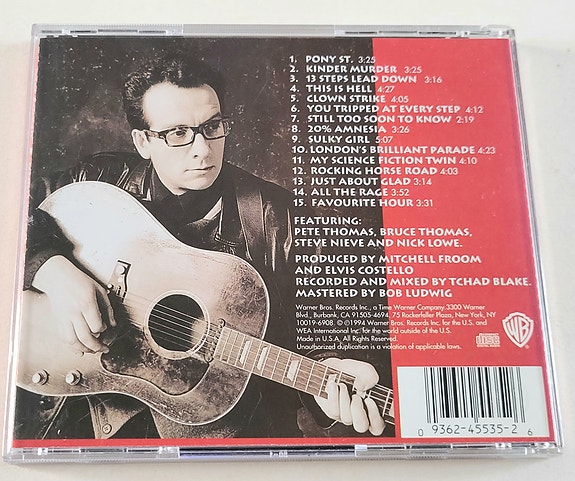 1. PONY ST. 3:25
2. KINDER MURDER 3:25
3. 13 STEPS LEAD DOWN 3:16
4. THIS IS HELL 4:27
5. CLOWN STRIKE 4:05
6. YOU TRIPPED AT EVERY STEP 4:12
7. STILL TOO SOON TO KNOW 2:19
8. 20% AMNESIA 3:26
9. SULKY GIRL 5:07
10. LONDON'S BRILLIANT PARADE 4:23
11. MY SCIENCE FICTION TWIN 4:10
12. ROCKING HORSE ROAD 4:03
13. JUST ABOUT GLAD 3:14
14. ALL THE RAGE 3:52
15. FAVOURITE HOUR 3:31
FEATURING:
PETE THOMAS, BRUCE THOMAS,
STEVE NIEVE AND NICK LOWE.
PRODUCED BY MITCHELL FROOM
AND ELVIS COSTELLO
RECORDED AND MIXED BY TCHAD BLAKE.
MASTERED BY BOB LUDWIG
Warner Bros. Records Inc., a Time Warner Company, 3300 Warner
Blvd., Burbank, CA 91505-4694, 75 Rockefeller Plaza, New York, NY
10019-6908. © ℗1994 Warner Bros. Records Inc. for the U.S. and
WEA International Inc. for the world outside of the U.S.
Made in U.S.A. All Rights Reserved.
Unauthorized duplication is a violation of applicable laws.
WB
0 9362-45535-2 6